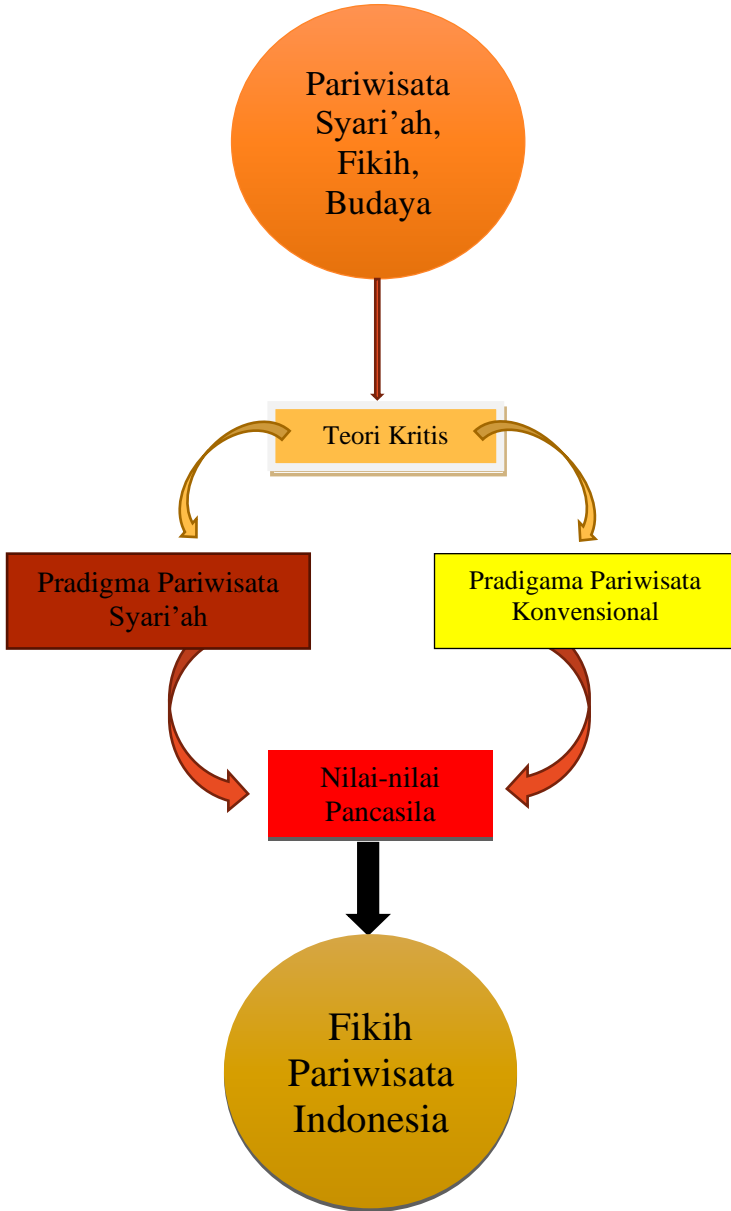 Pariwisata
Syari’ah,
Fikih,
Budaya
Teori Kritis
Pradigma Pariwisata
Syari’ah
Pradigama Pariwisata
Konvensional
Nilai-nilai
Pancasila
Fikih
Pariwisata
Indonesia